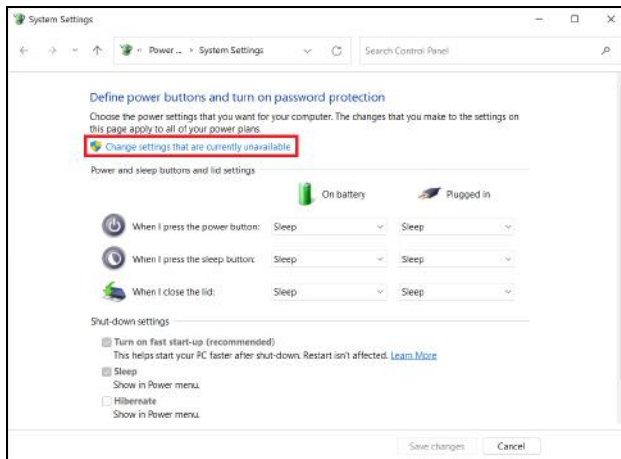 System Settings
« Power ... › System Settings
Search Control Panel
Define power buttons and turn on password protection
Choose the power settings that you want for your computer. The changes that you make to the settings on
this page apply to all of your power plans.
Change settings that are currently unavailable
Power and sleep buttons and lid settings
On battery Plugged in
When I press the power button: Sleep Sleep
When I press the sleep button: Sleep Sleep
When I close the lid: Sleep Sleep
Shut-down settings
Turn on fast start-up (recommended)
This helps start your PC faster after shut-down. Restart isn't affected. Learn More
Sleep
Show in Power menu.
Hibernate
Show in Power menu.
Save changes Cancel